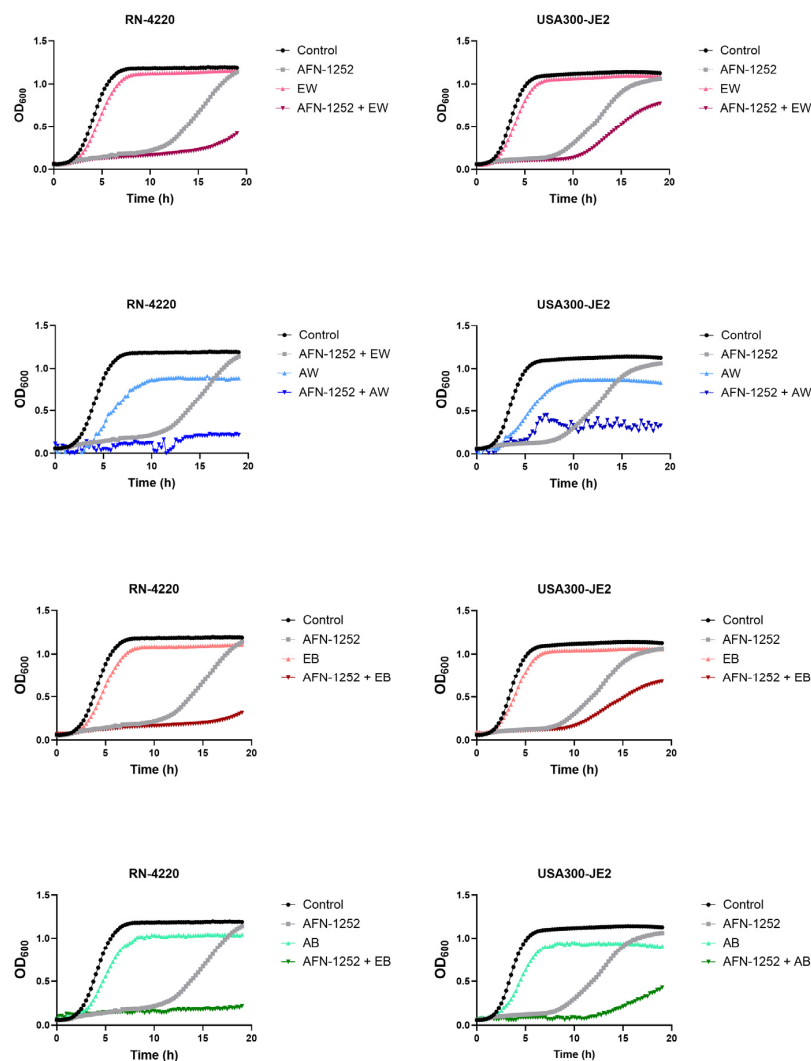 RN-4220
Control
AFN-1252
EW
AFN-1252 + EW
OD600
1.5
1.0
0.5
0.0
0 5 10 15 20
Time (h)
USA300-JE2
Control
AFN-1252
EW
AFN-1252 + EW
OD600
1.5
1.0
0.5
0.0
0 5 10 15 20
Time (h)
RN-4220
Control
AFN-1252 + EW
AW
AFN-1252 + AW
OD600
1.5
1.0
0.5
0.0
0 5 10 15 20
Time (h)
USA300-JE2
Control
AFN-1252
AW
AFN-1252 + AW
OD600
1.5
1.0
0.5
0.0
0 5 10 15 20
Time (h)
RN-4220
Control
AFN-1252
EB
AFN-1252 + EB
OD600
1.5
1.0
0.5
0.0
0 5 10 15 20
Time (h)
USA300-JE2
Control
AFN-1252
EB
AFN-1252 + EB
OD600
1.5
1.0
0.5
0.0
0 5 10 15 20
Time (h)
RN-4220
Control
AFN-1252
AB
AFN-1252 + EB
OD600
1.5
1.0
0.5
0.0
0 5 10 15 20
Time (h)
USA300-JE2
Control
AFN-1252
AB
AFN-1252 + AB
OD600
1.5
1.0
0.5
0.0
0 5 10 15 20
Time (h)